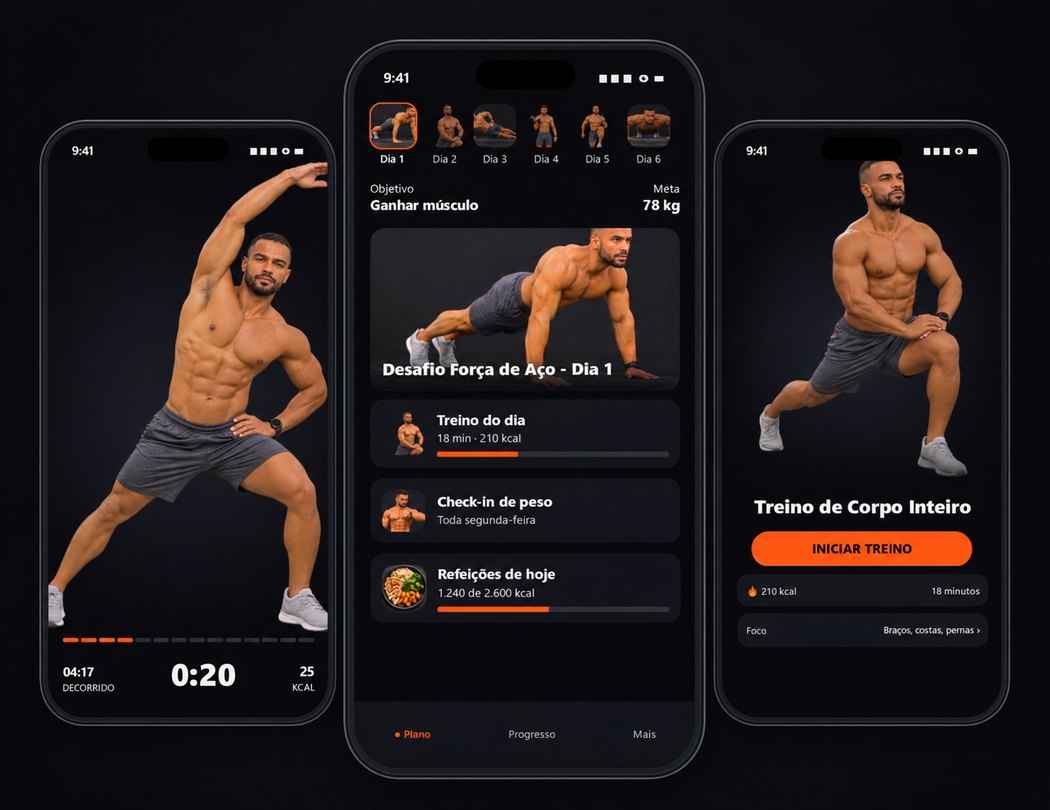 9:41
DECORRIDO
04:17
0:20
25
KCAL
9:41
Dia 1
Dia 2
Dia 3
Dia 4
Dia 5
Dia 6
Objetivo
Meta
Ganhar músculo
78 kg
Desafio Força de Aço - Dia 1
Treino do dia
18 min · 210 kcal
Check-in de peso
Toda segunda-feira
Refeições de hoje
1.240 de 2.600 kcal
Plano
Progresso
Mais
9:41
Treino de Corpo Inteiro
INICIAR TREINO
210 kcal
18 minutos
Foco
Braços, costas, pernas ›